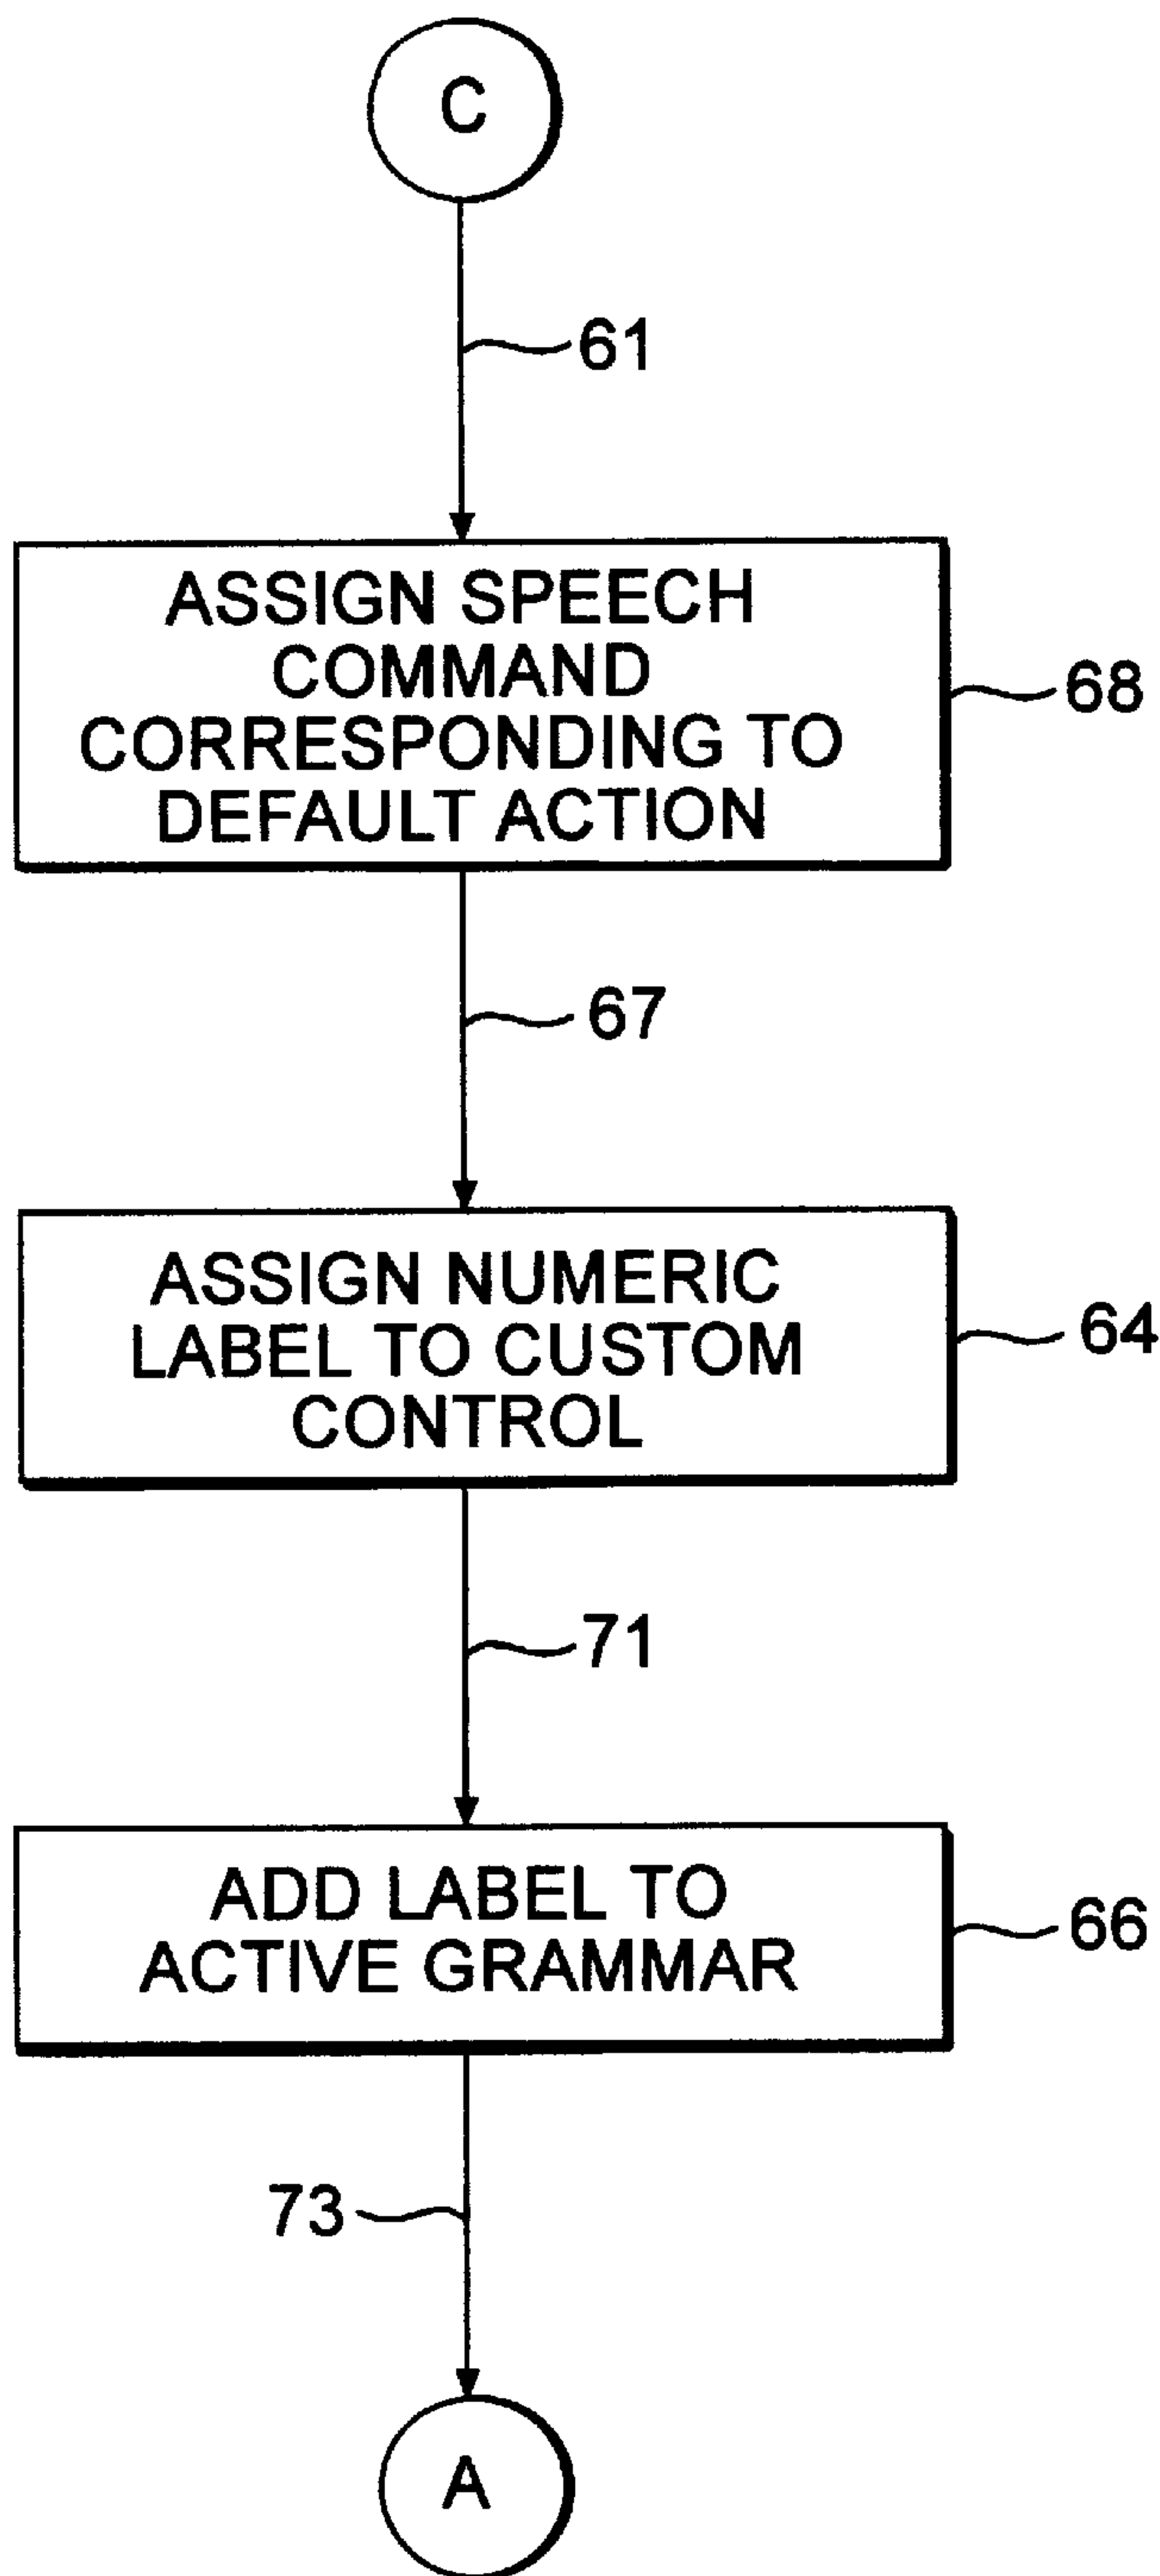 C
61
ASSIGN SPEECH
COMMAND
CORRESPONDING TO
DEFAULT ACTION
68
67
ASSIGN NUMERIC
LABEL TO CUSTOM
CONTROL
64
71
ADD LABEL TO
ACTIVE GRAMMAR
66
73
A